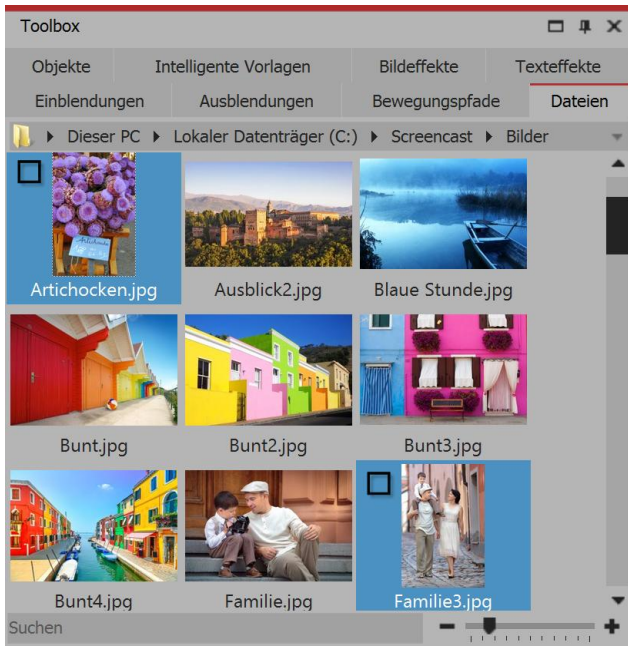 Toolbox
Objekte Intelligente Vorlagen Bildeffekte Texteffekte
Einblendungen Ausblendungen Bewegungspfade Dateien
Dieser PC Lokaler Datenträger (C:) Screencast Bilder
Artichocken.jpg Ausblick2.jpg Blaue Stunde.jpg
Bunt.jpg Bunt2.jpg Bunt3.jpg
Bunt4.jpg Familie.jpg Familie3.jpg
Suchen